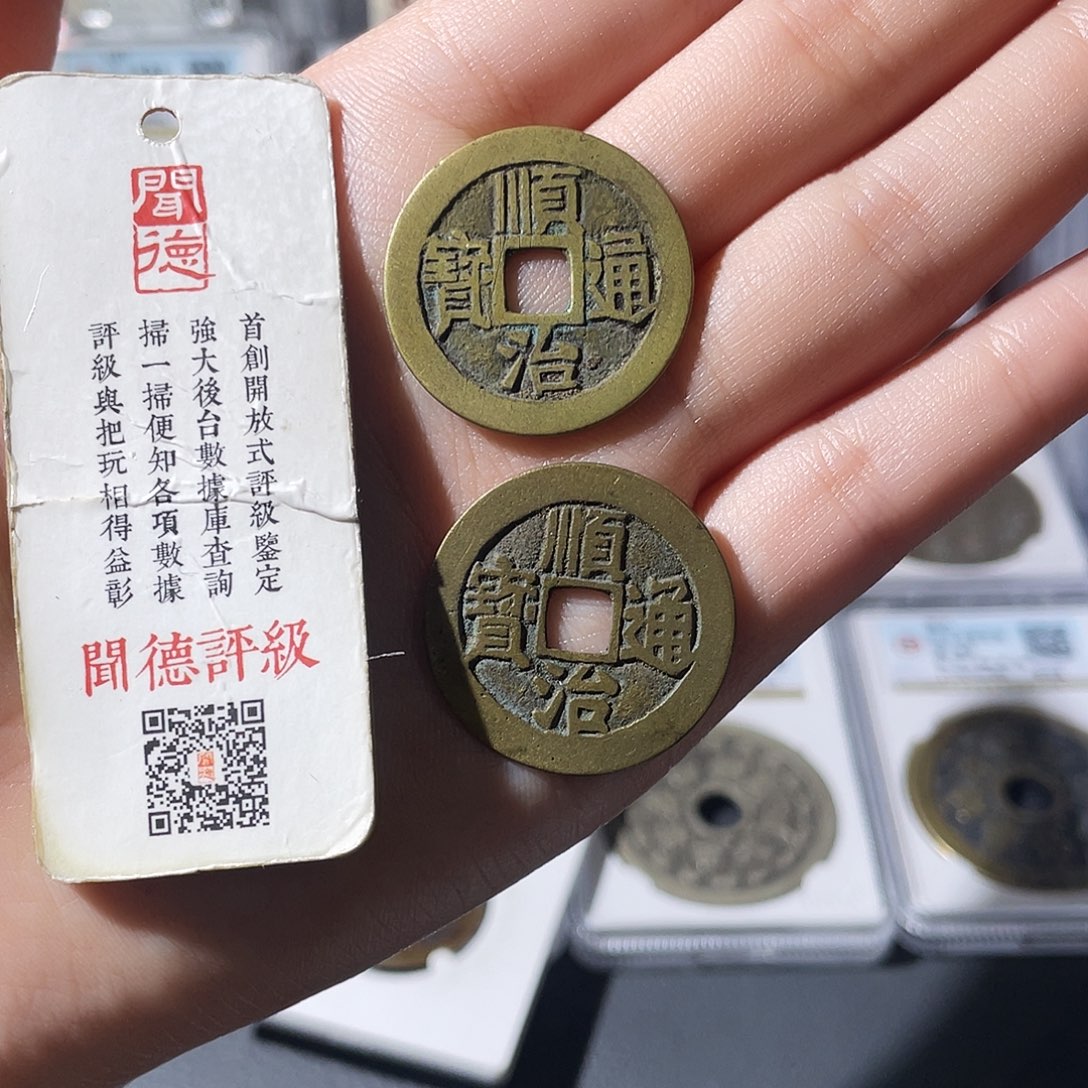 聞德
首創開放式評級鑒定
強大後台數據庫查詢
掃一掃便知各項數據
評級與把玩相得益彰
聞德評級
順治通寶
順治通寶